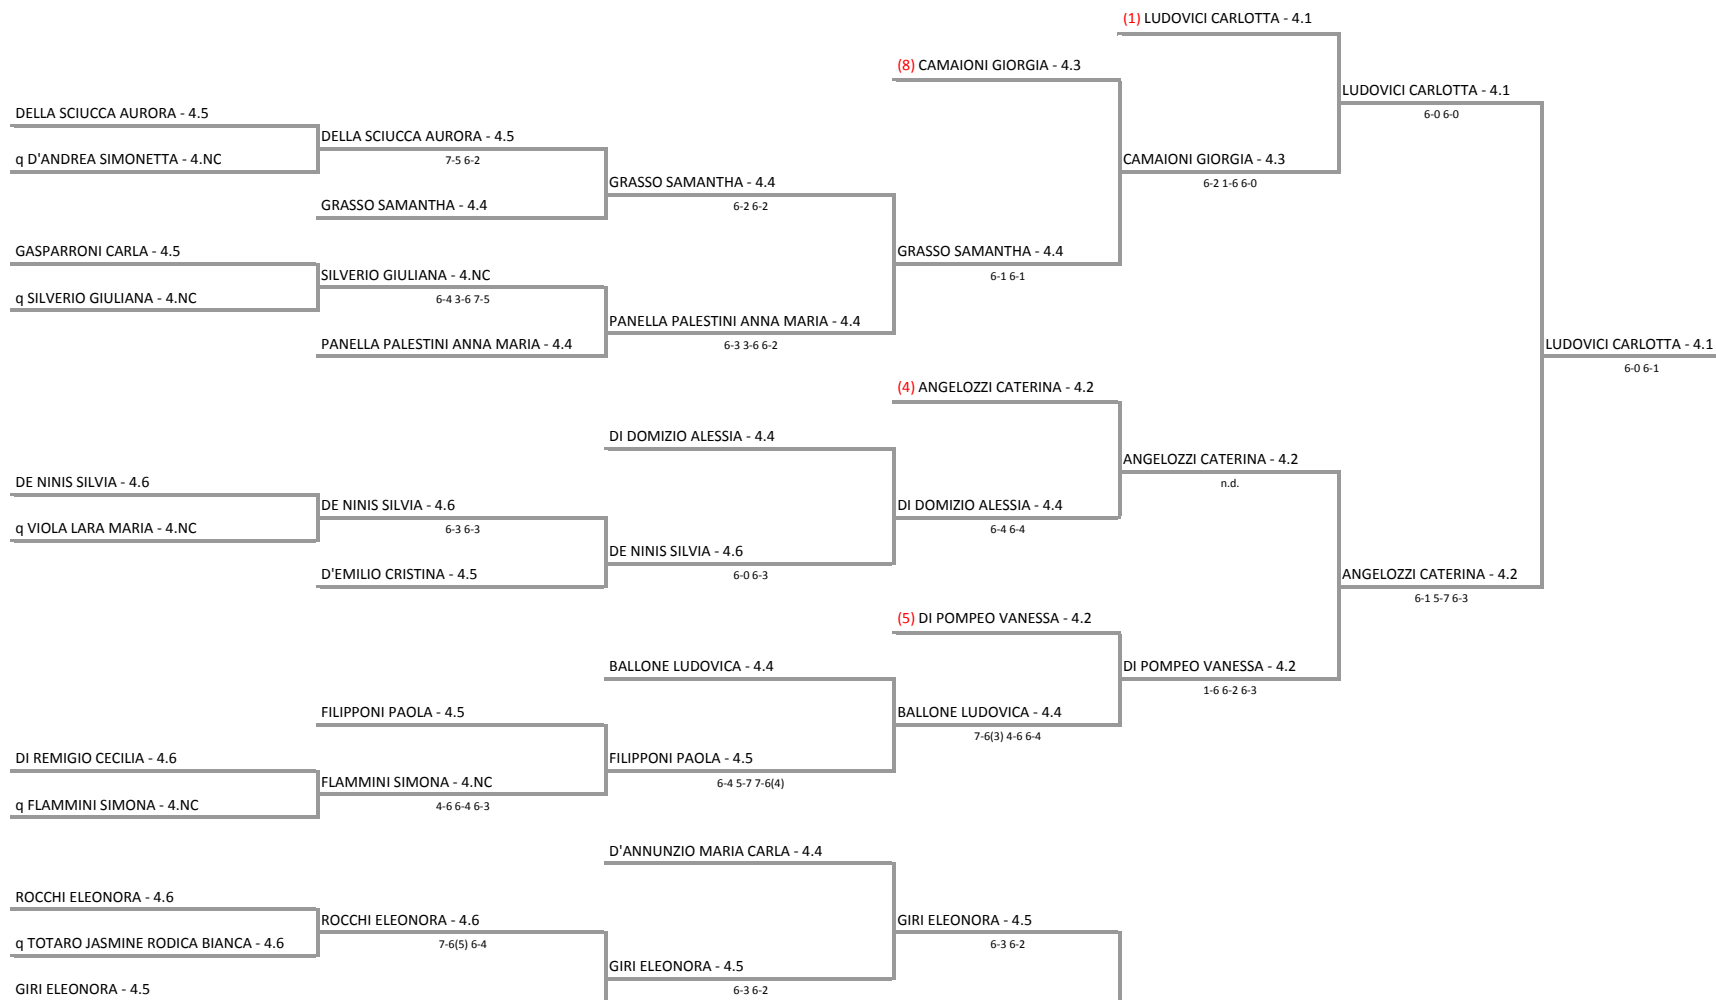 (1) LUDOVICI CARLOTTA - 4.1
(8) CAMAIONI GIORGIA - 4.3
LUDOVICI CARLOTTA - 4.1
6-0 6-0
DELLA SCIUCCA AURORA - 4.5
DELLA SCIUCCA AURORA - 4.5
7-5 6-2
q D'ANDREA SIMONETTA - 4.NC
CAMAIONI GIORGIA - 4.3
6-2 1-6 6-0
GRASSO SAMANTHA - 4.4
6-2 6-2
GRASSO SAMANTHA - 4.4
GASPARRONI CARLA - 4.5
GRASSO SAMANTHA - 4.4
6-1 6-1
SILVERIO GIULIANA - 4.NC
6-4 3-6 7-5
q SILVERIO GIULIANA - 4.NC
PANELLA PALESTINI ANNA MARIA - 4.4
6-3 3-6 6-2
PANELLA PALESTINI ANNA MARIA - 4.4
LUDOVICI CARLOTTA - 4.1
6-0 6-1
(4) ANGELOZZI CATERINA - 4.2
DI DOMIZIO ALESSIA - 4.4
ANGELOZZI CATERINA - 4.2
n.d.
DE NINIS SILVIA - 4.6
DE NINIS SILVIA - 4.6
6-3 6-3
DI DOMIZIO ALESSIA - 4.4
6-4 6-4
q VIOLA LARA MARIA - 4.NC
DE NINIS SILVIA - 4.6
6-0 6-3
D'EMILIO CRISTINA - 4.5
ANGELOZZI CATERINA - 4.2
6-1 5-7 6-3
(5) DI POMPEO VANESSA - 4.2
BALLONE LUDOVICA - 4.4
DI POMPEO VANESSA - 4.2
1-6 6-2 6-3
FILIPPONI PAOLA - 4.5
BALLONE LUDOVICA - 4.4
7-6(3) 4-6 6-4
DI REMIGIO CECILIA - 4.6
FILIPPONI PAOLA - 4.5
6-4 5-7 7-6(4)
FLAMMINI SIMONA - 4.NC
4-6 6-4 6-3
q FLAMMINI SIMONA - 4.NC
D'ANNUNZIO MARIA CARLA - 4.4
ROCCHI ELEONORA - 4.6
ROCCHI ELEONORA - 4.6
7-6(5) 6-4
GIRI ELEONORA - 4.5
6-3 6-2
q TOTARO JASMINE RODICA BIANCA - 4.6
GIRI ELEONORA - 4.5
6-3 6-2
GIRI ELEONORA - 4.5